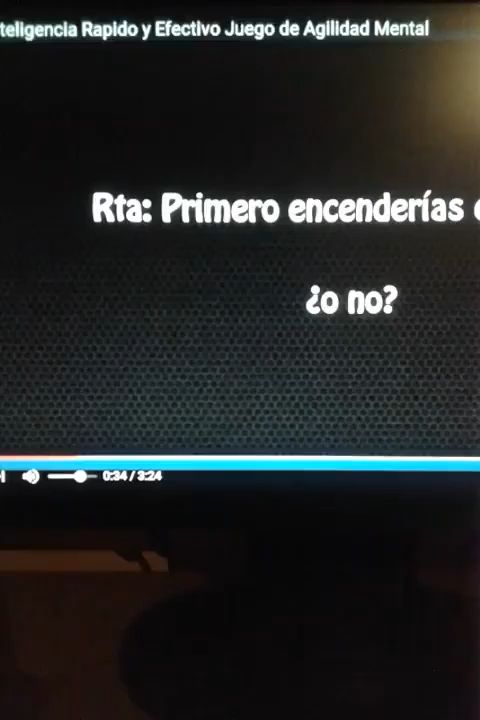 teligencia Rapido y Efectivo Juego de Agilidad Mental
Rta: Primero encenderías
¿o no?
0:34 / 3:24